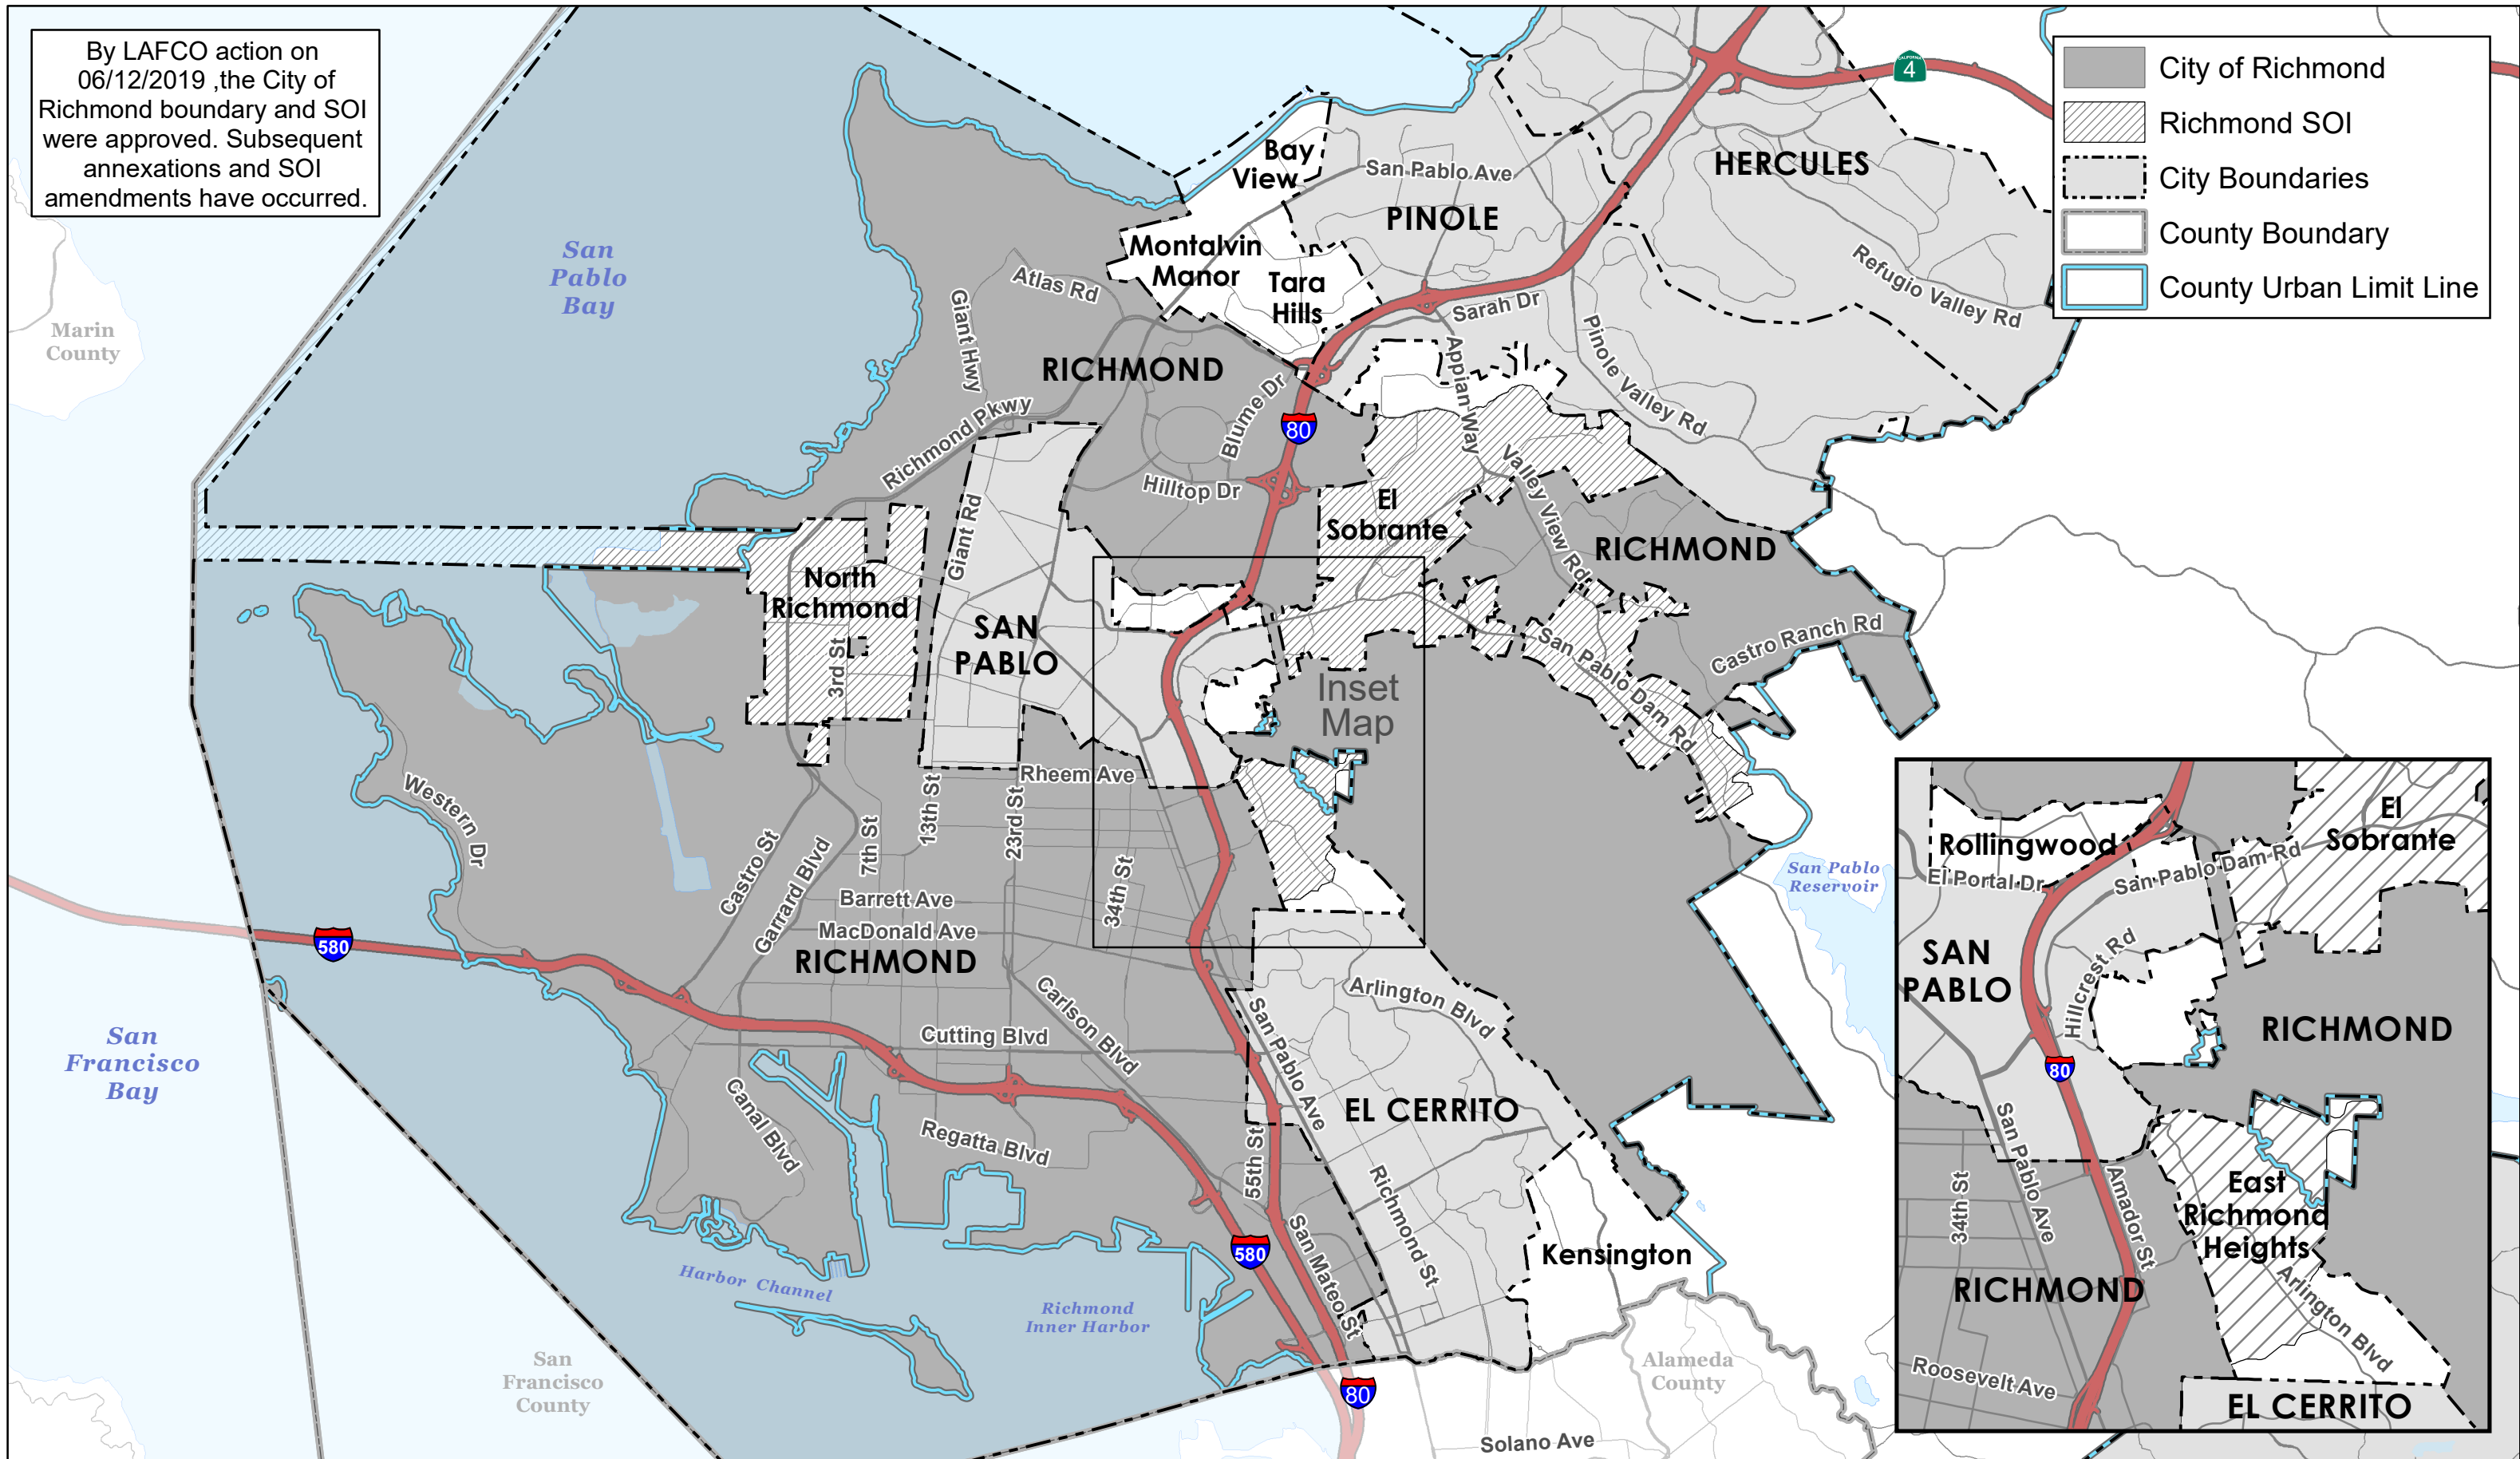 By LAFCO action on
06/12/2019 ,the City of
Richmond boundary and SOI
were approved. Subsequent
annexations and SOI
amendments have occurred.
City of Richmond
Richmond SOI
City Boundaries
County Boundary
County Urban Limit Line
CALIFORNIA
4
HERCULES
Bay
View
San Pablo Ave
PINOLE
Montalvin
Manor
Tara
Hills
San
Pablo
Bay
Marin
County
Atlas Rd
Giant Hwy
Sarah Dr
Refugio Valley Rd
Pinole Valley Rd
Appian Way
RICHMOND
Blume Dr
80
Richmond Pkwy
Hilltop Dr
Giant Rd
El
Sobrante
Valley View Rd
RICHMOND
North
Richmond
3rd St
SAN
PABLO
Castro Ranch Rd
San Pablo Dam Rd
Inset
Map
Rheem Ave
Western Dr
Castro St
Garrard Blvd
7th St
13th St
23rd St
34th St
Barrett Ave
MacDonald Ave
RICHMOND
San Pablo
Reservoir
580
San
Francisco
Bay
Cutting Blvd
Carlson Blvd
Arlington Blvd
San Pablo Ave
EL CERRITO
Canal Blvd
Regatta Blvd
55th St
Richmond St
San Mateo St
580
Kensington
Harbor Channel
Richmond
Inner Harbor
San
Francisco
County
Alameda
County
80
Solano Ave
Rollingwood
El Portal Dr
San Pablo Dam Rd
El
Sobrante
SAN
PABLO
Hillcrest Rd
RICHMOND
80
34th St
San Pablo Ave
Amador St
East
Richmond
Heights
RICHMOND
Arlington Blvd
Roosevelt Ave
EL CERRITO